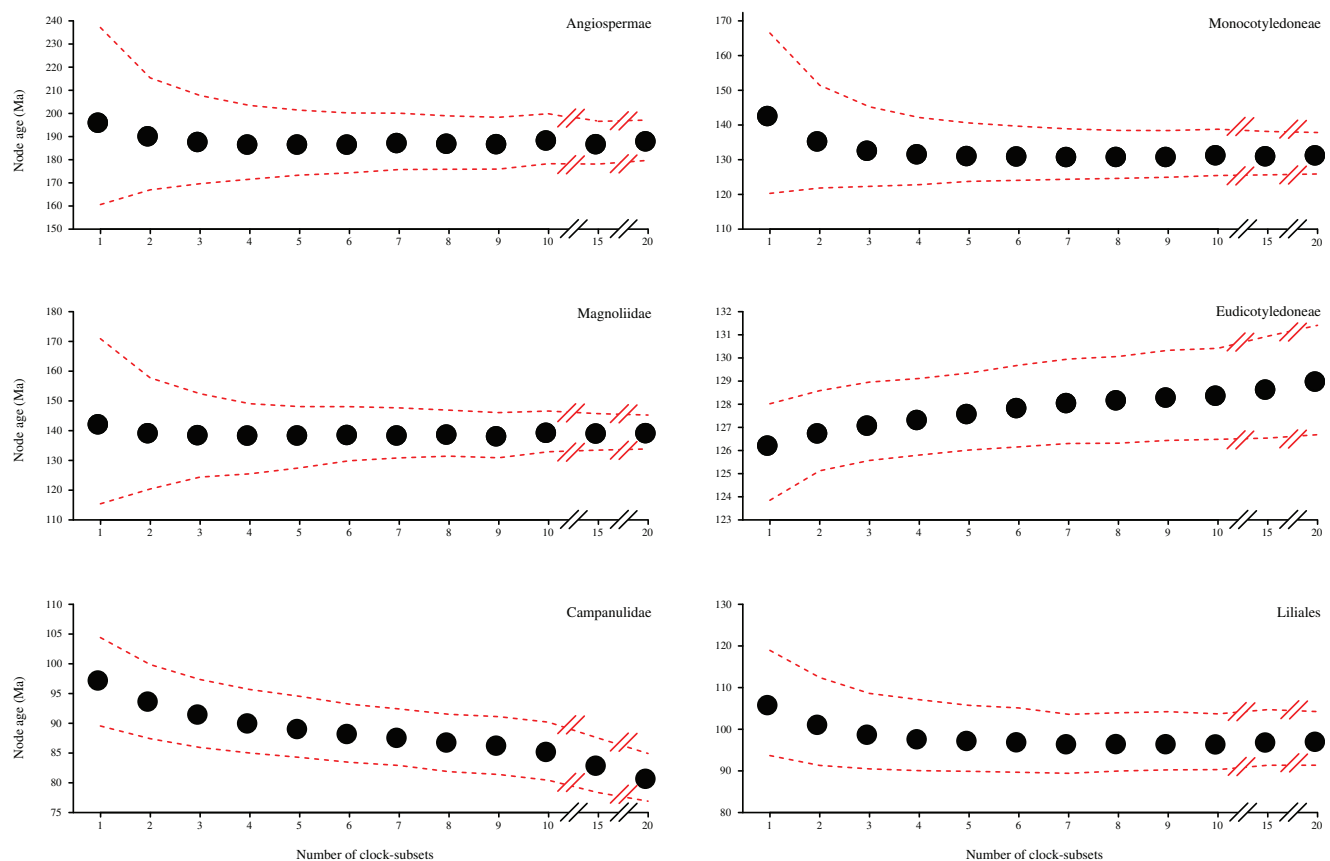 Angiospermae
Node age (Ma)
240
230
220
210
200
190
180
170
160
150
1 2 3 4 5 6 7 8 9 10 15 20
Monocotyledoneae
170
160
150
140
130
120
110
1 2 3 4 5 6 7 8 9 10 15 20
Magnoliidae
Node age (Ma)
180
170
160
150
140
130
120
110
1 2 3 4 5 6 7 8 9 10 15 20
Eudicotyledoneae
132
131
130
129
128
127
126
125
124
123
1 2 3 4 5 6 7 8 9 10 15 20
Campanulidae
Node age (Ma)
110
105
100
95
90
85
80
75
1 2 3 4 5 6 7 8 9 10 15 20
Number of clock-subsets
Liliales
130
120
110
100
90
80
1 2 3 4 5 6 7 8 9 10 15 20
Number of clock-subsets